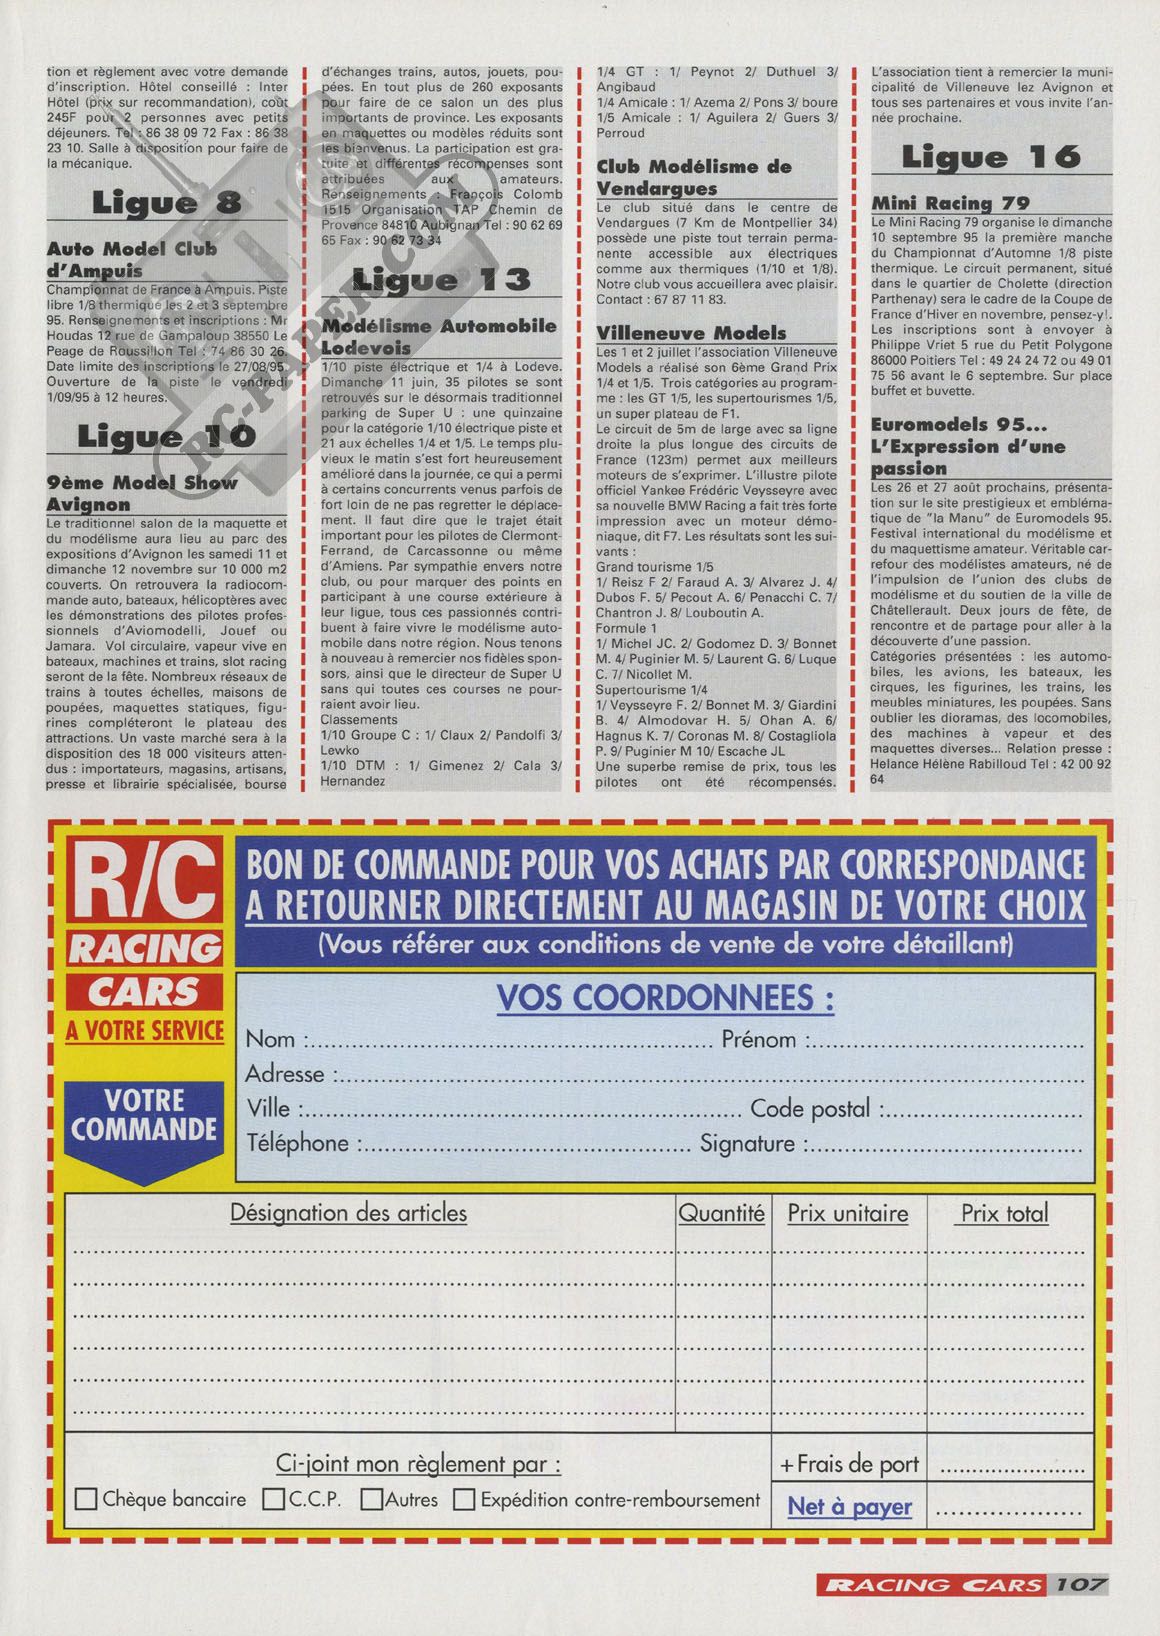 tion et règlement avec votre demande
d'inscription. Hôtel conseillé : Inter
Hôtel (prix sur recommandation), coût
245F pour 2 personnes avec petits
déjeuners. Tel : 86 38 09 72 Fax : 86 38
23 10. Salle à disposition pour faire de
la mécanique.
Ligue 8
Auto Model Club
d'Ampuis
Championnat de France à Ampuis. Piste
libre 1/8 thermique les 2 et 3 septembre
95. Renseignements et inscriptions : Mr
Houdas 12 rue de Gampaloup 38550 Le
Peage de Roussillon Tel : 74 86 30 26.
Date limite des inscriptions le 27/08/95.
Ouverture de la piste le vendredi
1/09/95 à 12 heures.
Ligue 10
9ème Model Show
Avignon
Le traditionnel salon de la maquette et
du modélisme aura lieu au parc des
expositions d'Avignon les samedi 11 et
dimanche 12 novembre sur 10 000 m2
couverts. On retrouvera la radiocom-
mande auto, bateaux, hélicoptères avec
les démonstrations des pilotes profes-
sionnels d'Aviomodelli, Jouef ou
Jamara. Vol circulaire, vapeur vive en
bateaux, machines et trains, slot racing
seront de la fête. Nombreux réseaux de
trains à toutes échelles, maisons de
poupées, maquettes statiques, figu-
rines compléteront le plateau des
attractions. Un vaste marché sera à la
disposition des 18 000 visiteurs atten-
dus : importateurs, magasins, artisans,
presse et librairie spécialisée, bourse
d'échanges trains, autos, jouets, pou-
pées. En tout plus de 260 exposants
pour faire de ce salon un des plus
importants de province. Les exposants
en maquettes ou modèles réduits sont
les bienvenus. La participation est gra-
tuite et différentes récompenses sont
attribuées aux amateurs.
Renseignements : François Colomb
1515 Organisation TAP Chemin de
Provence 84810 Aubignan Tel : 90 62 69
65 Fax : 90 62 73 34
Ligue 13
Modélisme Automobile
Lodevois
1/10 piste électrique et 1/4 à Lodeve.
Dimanche 11 juin, 35 pilotes se sont
retrouvés sur le désormais traditionnel
parking de Super U : une quinzaine
pour la catégorie 1/10 électrique piste et
21 aux échelles 1/4 et 1/5. Le temps plu-
vieux le matin s'est fort heureusement
amélioré dans la journée, ce qui a permi
à certains concurrents venus parfois de
fort loin de ne pas regretter le déplace-
ment. Il faut dire que le trajet était
important pour les pilotes de Clermont-
Ferrand, de Carcassonne ou même
d'Amiens. Par sympathie envers notre
club, ou pour marquer des points en
participant à une course extérieure à
leur ligue, tous ces passionnés contri-
buent à faire vivre le modélisme auto-
mobile dans notre région. Nous tenons
à nouveau à remercier nos fidèles spon-
sors, ainsi que le directeur de Super U
sans qui toutes ces courses ne pour-
raient avoir lieu.
Classements
1/10 Groupe C : 1/ Claux 2/ Pandolfi 3/
Lewko
1/10 DTM : 1/ Gimenez 2/ Cala 3/
Hernandez
1/4 GT : 1/ Peynot 2/ Duthuel 3/
Angibaud
1/4 Amicale : 1/ Azema 2/ Pons 3/ boure
1/5 Amicale : 1/ Aguilera 2/ Guers 3/
Perroud
Club Modélisme de
Vendargues
Le club situé dans le centre de
Vendargues (7 Km de Montpellier 34)
possède une piste tout terrain perma-
nente accessible aux électriques
comme aux thermiques (1/10 et 1/8).
Notre club vous accueillera avec plaisir.
Contact : 67 87 11 83.
Villeneuve Models
Les 1 et 2 juillet l'association Villeneuve
Models a réalisé son 6ème Grand Prix
1/4 et 1/5. Trois catégories au program-
me : les GT 1/5, les supertourismes 1/5,
un super plateau de F1.
Le circuit de 5m de large avec sa ligne
droite la plus longue des circuits de
France (123m) permet aux meilleurs
moteurs de s'exprimer. L'illustre pilote
officiel Yankee Frédéric Veysseyre avec
sa nouvelle BMW Racing a fait très forte
impression avec un moteur démo-
niaque, dit F7. Les résultats sont les sui-
vants :
Grand tourisme 1/5
1/ Reisz F 2/ Faraud A. 3/ Alvarez J. 4/
Dubos F. 5/ Pecout A. 6/ Penacchi C. 7/
Chantron J. 8/ Louboutin A.
Formule 1
1/ Michel JC. 2/ Godomez D. 3/ Bonnet
M. 4/ Puginier M. 5/ Laurent G. 6/ Luque
C. 7/ Nicollet M.
Supertourisme 1/4
1/ Veysseyre F. 2/ Bonnet M. 3/ Giardini
B. 4/ Almodovar H. 5/ Ohan A. 6/
Hagnus K. 7/ Coronas M. 8/ Costagliola
P. 9/ Puginier M 10/ Escache JL
Une superbe remise de prix, tous les
pilotes ont été récompensés.
L'association tient à remercier la muni-
cipalité de Villeneuve lez Avignon et
tous ses partenaires et vous invite l'an-
née prochaine.
Ligue 16
Mini Racing 79
Le Mini Racing 79 organise le dimanche
10 septembre 95 la première manche
du Championnat d'Automne 1/8 piste
thermique. Le circuit permanent, situé
dans le quartier de Cholette (direction
Parthenay) sera le cadre de la Coupe de
France d'Hiver en novembre, pensez-y!.
Les inscriptions sont à envoyer à
Philippe Vriet 5 rue du Petit Polygone
86000 Poitiers Tel : 49 24 24 72 ou 49 01
75 56 avant le 6 septembre. Sur place
buffet et buvette.
Euromodels 95...
L'Expression d'une
passion
Les 26 et 27 août prochains, présenta-
tion sur le site prestigieux et embléma-
tique de "la Manu" de Euromodels 95.
Festival international du modélisme et
du maquettisme amateur. Véritable car-
refour des modélistes amateurs, né de
l'impulsion de l'union des clubs de
modélisme et du soutien de la ville de
Châtellerault. Deux jours de fête, de
rencontre et de partage pour aller à la
découverte d'une passion.
Catégories présentées : les automo-
biles, les avions, les bateaux, les
cirques, les figurines, les trains, les
meubles miniatures, les poupées. Sans
oublier les dioramas, des locomobiles,
des machines à vapeur et des
maquettes diverses... Relation presse :
Helance Hélène Rabilloud Tel : 42 00 92
64
RC-PAPER.COM
R/C
RACING
CARS
A VOTRE SERVICE
VOTRE
COMMANDE
BON DE COMMANDE POUR VOS ACHATS PAR CORRESPONDANCE
A RETOURNER DIRECTEMENT AU MAGASIN DE VOTRE CHOIX
(Vous référer aux conditions de vente de votre détaillant)
VOS COORDONNEES :
Nom : Prénom :
Adresse :
Ville : Code postal :
Téléphone : Signature :
Désignation des articles Quantité Prix unitaire Prix total
Ci-joint mon règlement par : + Frais de port
Chèque bancaire C.C.P. Autres Expédition contre-remboursement Net à payer
RACING CARS 107